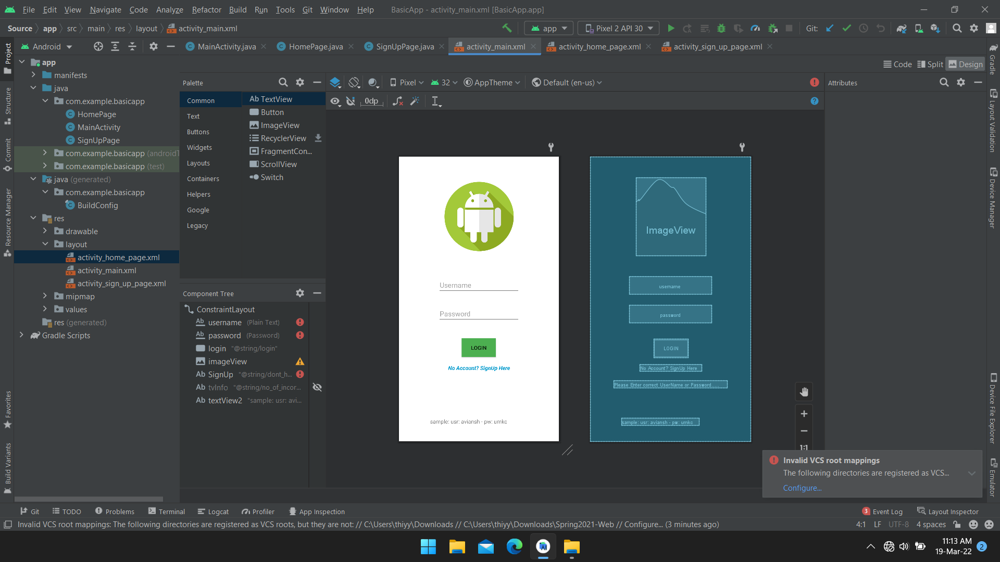 File Edit View Navigate Code Analyze Refactor Build Run Tools Git Window Help BasicApp - activity_main.xml [BasicApp.app]
Source app src main res layout activity_main.xml app Pixel 2 API 30 Git:
Android MainActivity.java HomePage.java SignUpPage.java activity_main.xml activity_home_page.xml activity_sign_up_page.xml
Code Split Design
Project
Structure
Commit
Resource Manager
Favorites
Build Variants
app
manifests
java
com.example.basicapp
HomePage
MainActivity
SignUpPage
com.example.basicapp (androidT
com.example.basicapp (test)
java (generated)
com.example.basicapp
BuildConfig
res
drawable
layout
activity_home_page.xml
activity_main.xml
activity_sign_up_page.xml
mipmap
values
res (generated)
Gradle Scripts
Palette
Common
Text
Buttons
Widgets
Layouts
Containers
Helpers
Google
Legacy
Ab TextView
Button
ImageView
RecyclerView
FragmentCon...
ScrollView
Switch
Component Tree
ConstraintLayout
Ab username (Plain Text)
Ab password (Password)
login "@string/login"
imageView
Ab SignUp "@string/dont_h...
Ab tvInfo "@string/no_of_incor...
Ab textView2 "sample: usr: avi...
Pixel 32 AppTheme Default (en-us)
0dp
Username
Password
LOGIN
No Account? SignUp Here
sample: usr: aviansh - pw: umkc
ImageView
username
password
LOGIN
No Account? SignUp Here
Please Enter correct UserName or Password.....
sample: usr: aviansh - pw: umkc
1:1
Attributes
Gradle
Layout Validation
Device Manager
Device File Explorer
Emulator
Invalid VCS root mappings
The following directories are registered as VCS...
Configure...
Git TODO Problems Terminal Logcat Profiler App Inspection 3 Event Log Layout Inspector
Invalid VCS root mappings: The following directories are registered as VCS roots, but they are not: // C:\Users\thiyy\Downloads // C:\Users\thiyy\Downloads\Spring2021-Web // Configure... (3 minutes ago) 4:1 LF UTF-8 4 spaces
11:13 AM
19-Mar-22 2